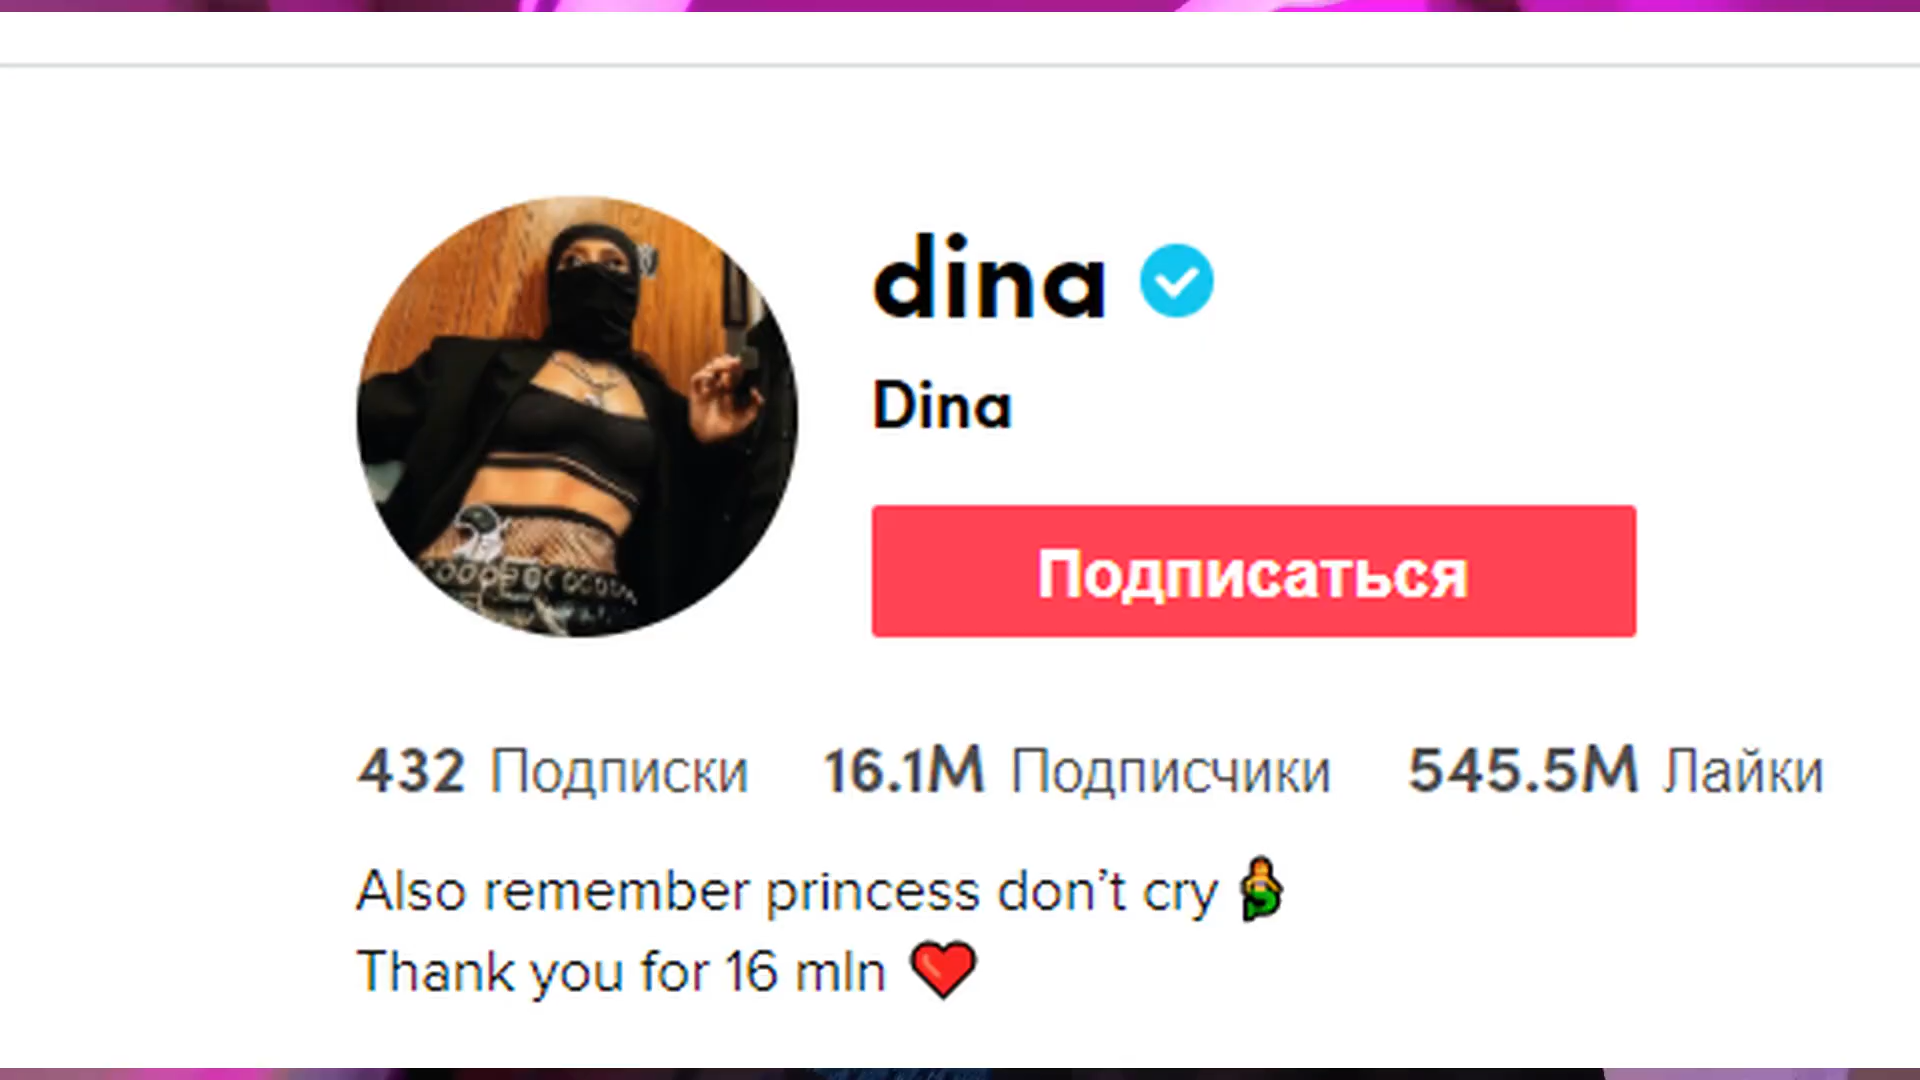 dina
Dina
Подписаться
432 Подписки 16.1M Подписчики 545.5M Лайки
Also remember princess don’t cry 🧜‍♀️
Thank you for 16 mln ❤️